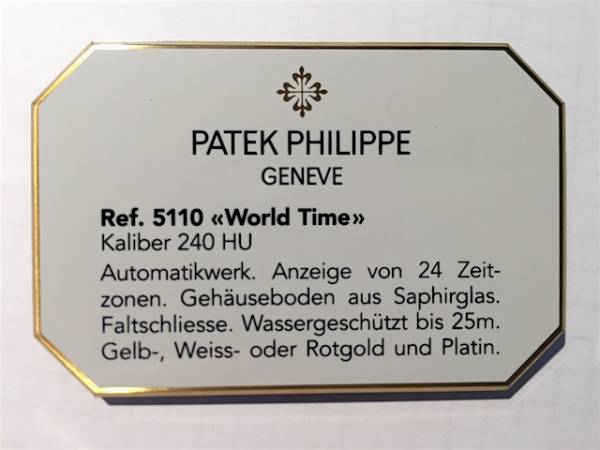 PATEK PHILIPPE
GENEVE
Ref. 5110 «World Time»
Kaliber 240 HU
Automatikwerk. Anzeige von 24 Zeit-
zonen. Gehäuseboden aus Saphirglas.
Faltschliesse. Wassergeschützt bis 25m.
Gelb-, Weiss- oder Rotgold und Platin.